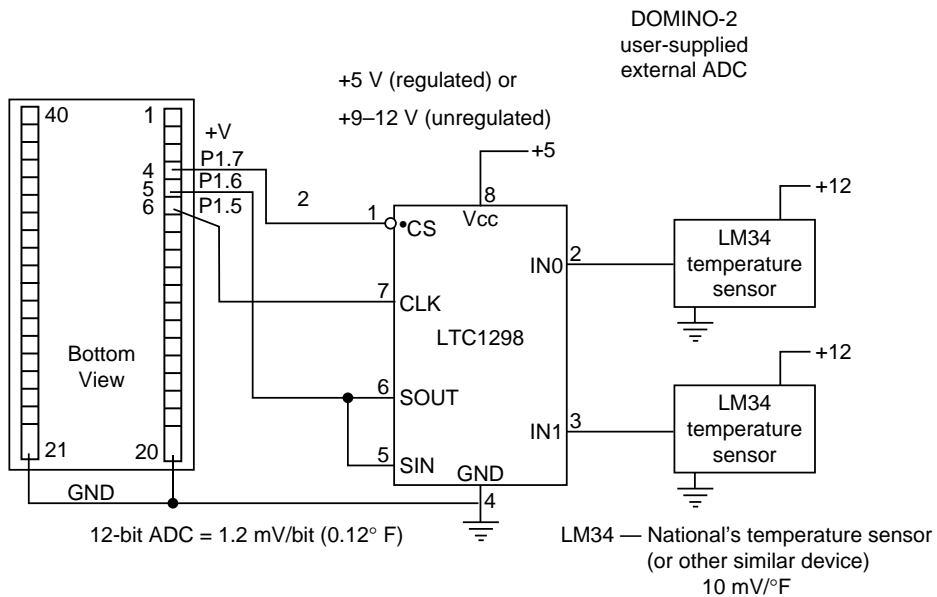 DOMINO-2
user-supplied
external ADC
+5 V (regulated) or
+9–12 V (unregulated)
40
1
+V
4
P1.7
5
P1.6
6
P1.5
2
1
•CS
8
Vcc
+5
IN0
2
+12
LM34
temperature
sensor
7
CLK
LTC1298
Bottom
View
6
SOUT
5
SIN
IN1
3
+12
LM34
temperature
sensor
21
20
GND
GND
4
12-bit ADC = 1.2 mV/bit (0.12° F)
LM34 — National's temperature sensor
(or other similar device)
10 mV/°F